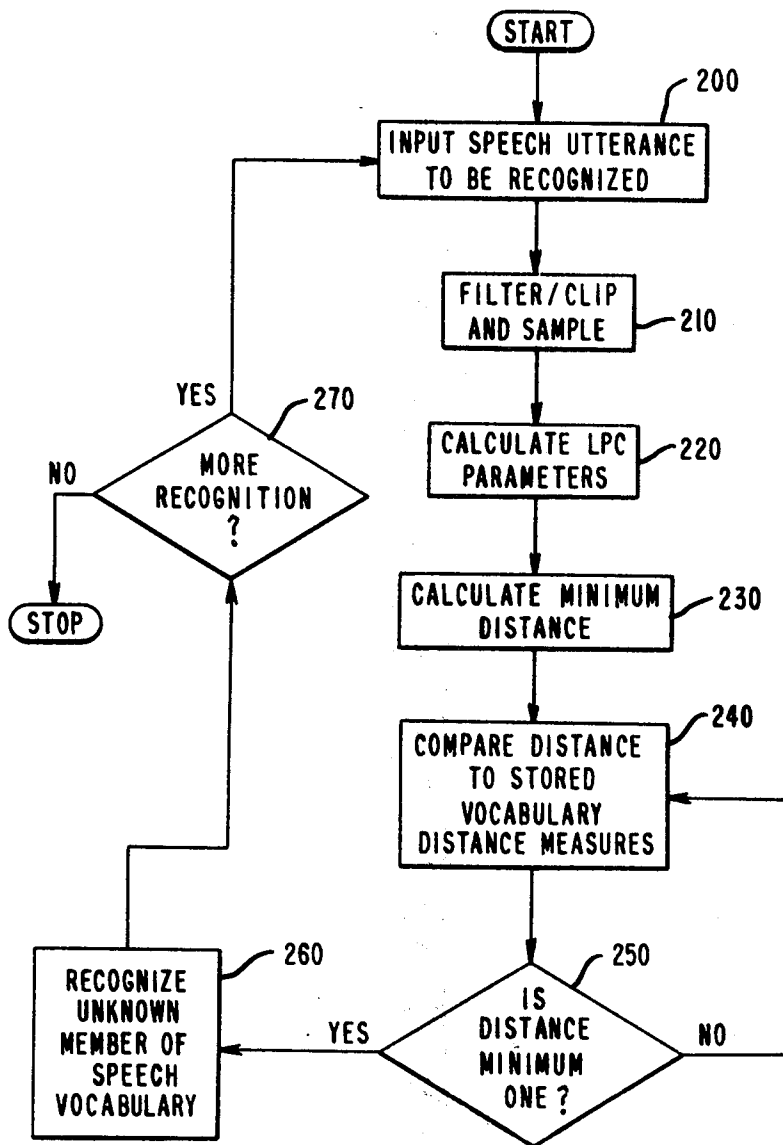 START
200
INPUT SPEECH UTTERANCE
TO BE RECOGNIZED
FILTER/CLIP
AND SAMPLE
210
YES
270
NO
MORE
RECOGNITION
?
CALCULATE LPC
PARAMETERS
220
STOP
CALCULATE MINIMUM
DISTANCE
230
240
COMPARE DISTANCE
TO STORED
VOCABULARY
DISTANCE MEASURES
260
RECOGNIZE
UNKNOWN
MEMBER OF
SPEECH
VOCABULARY
250
YES
IS
DISTANCE
MINIMUM
ONE?
NO